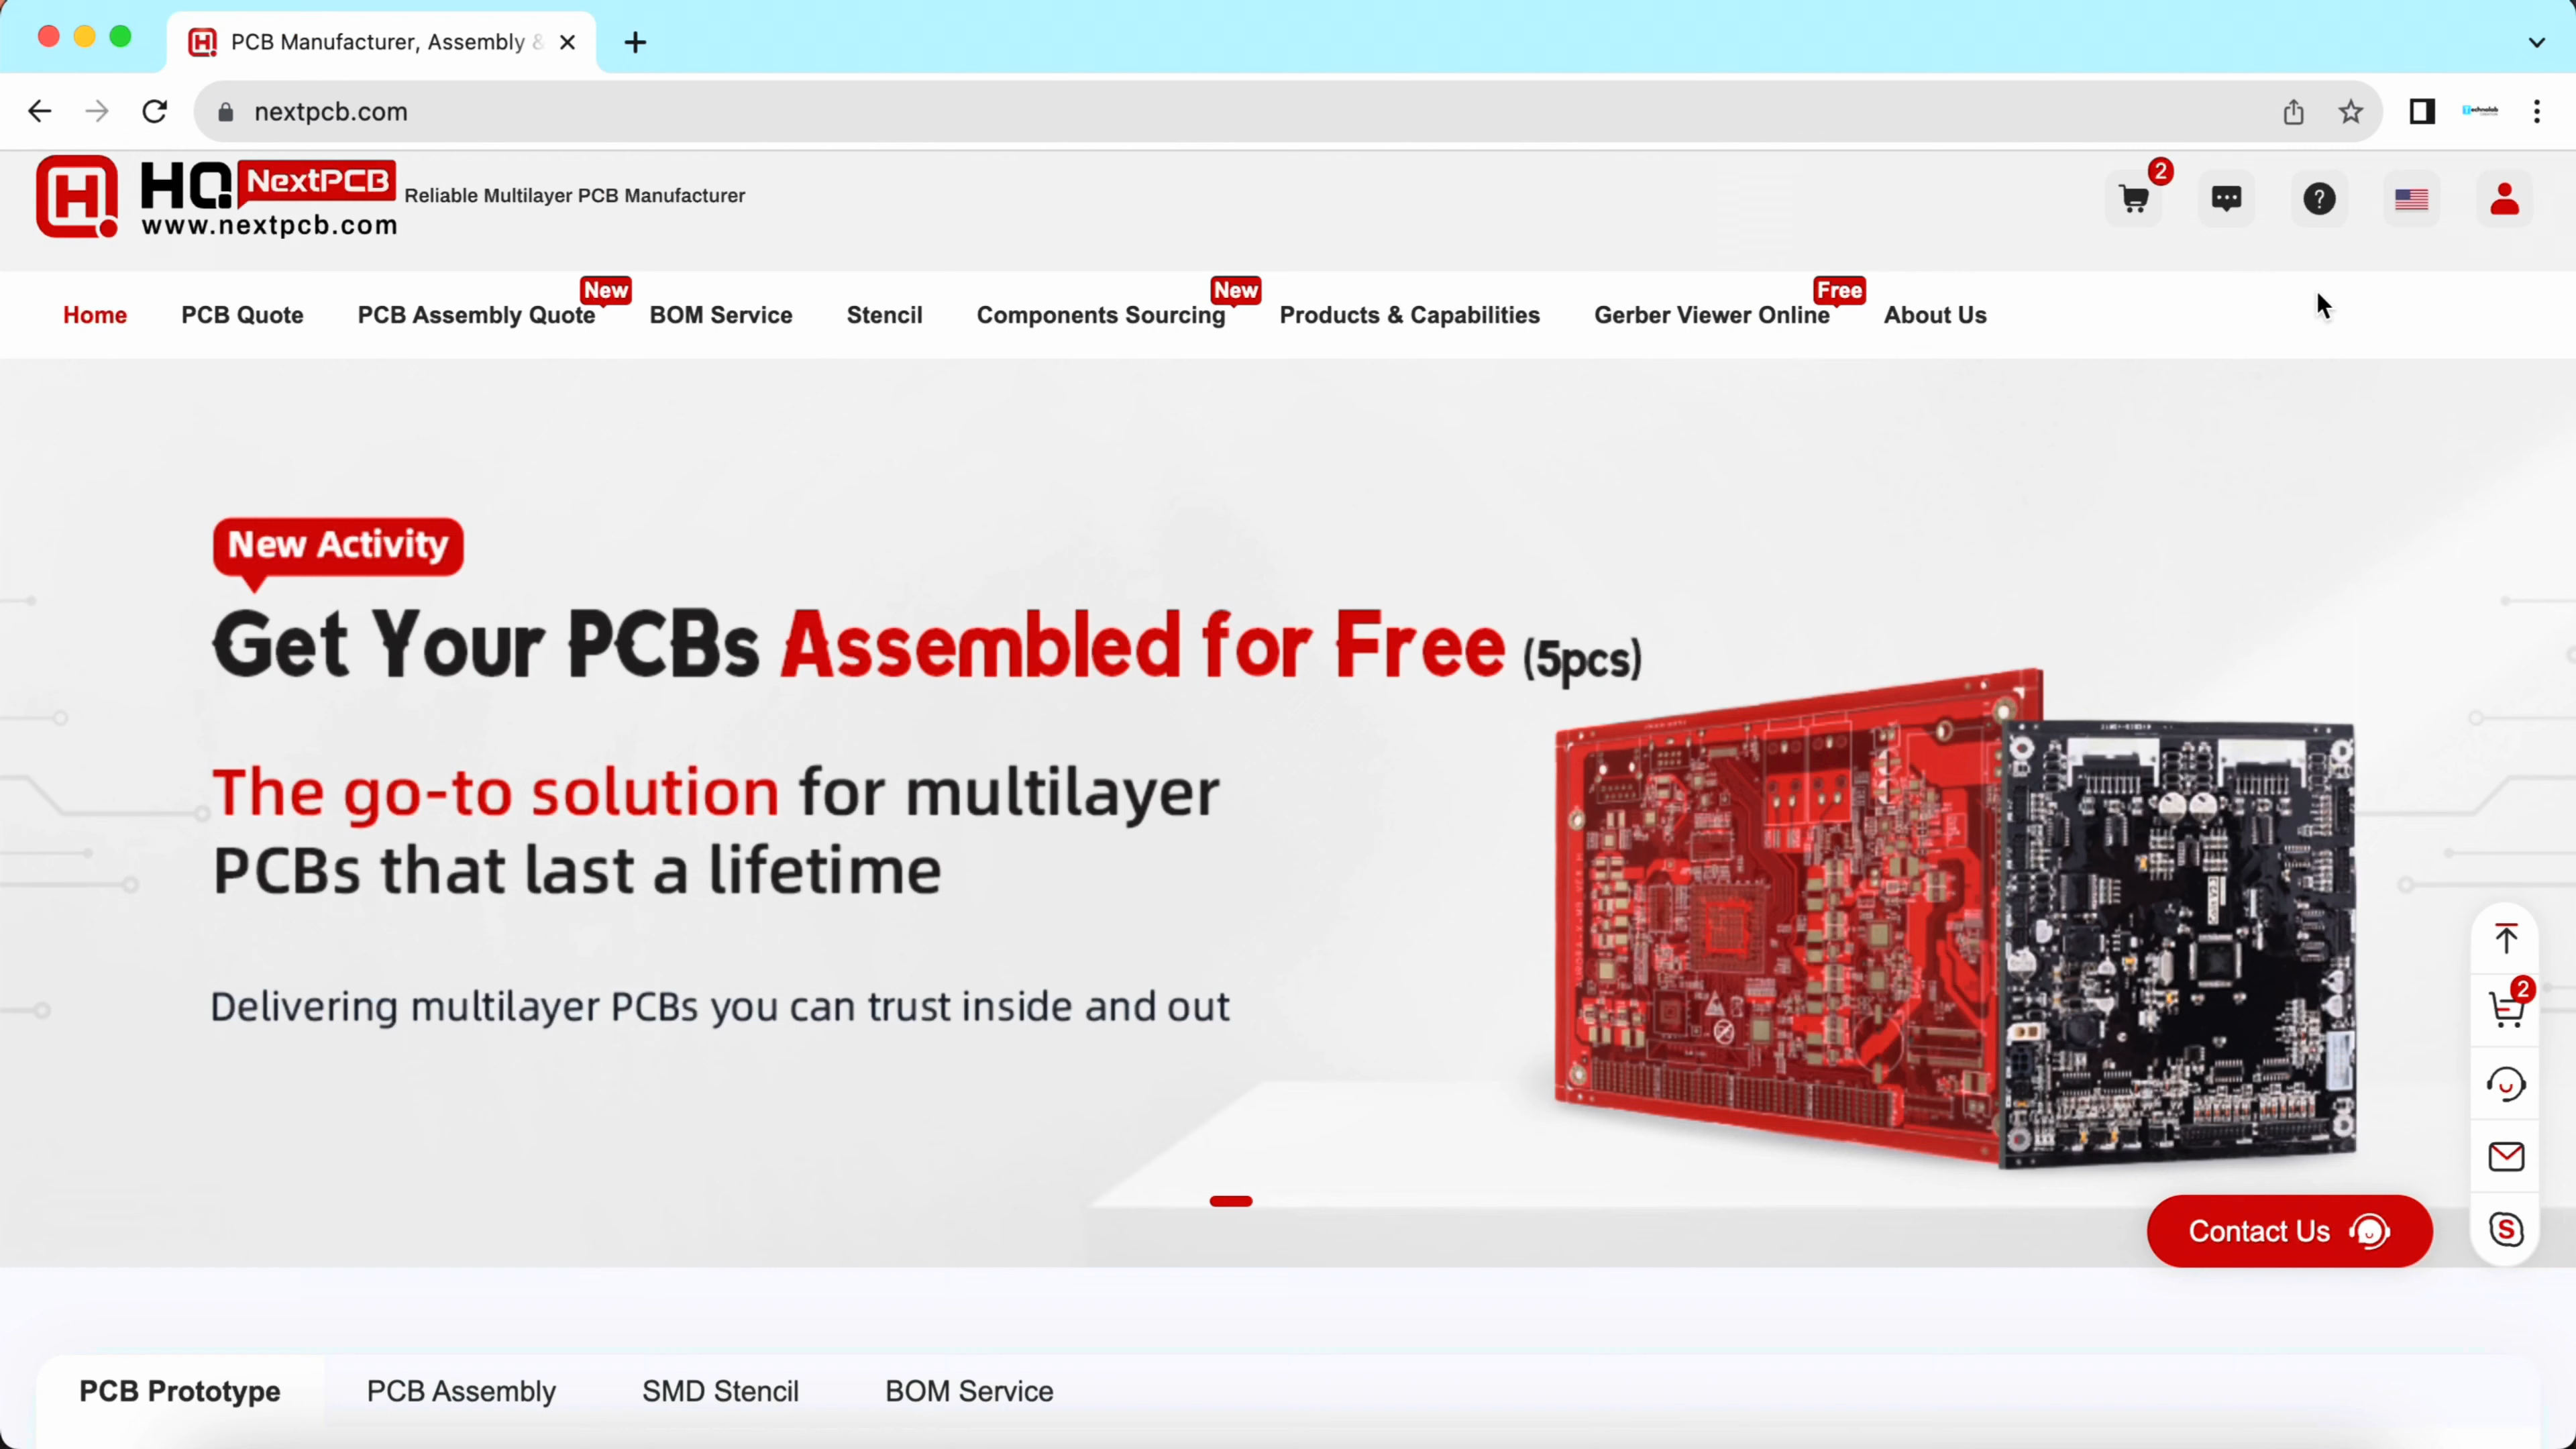 PCB Manufacturer, Assembly &
nextpcb.com
HQ NextPCB
www.nextpcb.com
Reliable Multilayer PCB Manufacturer
2
Home
PCB Quote
PCB Assembly Quote
New
BOM Service
Stencil
Components Sourcing
New
Products & Capabilities
Gerber Viewer Online
Free
About Us
New Activity
Get Your PCBs Assembled for Free (5pcs)
The go-to solution for multilayer
PCBs that last a lifetime
Delivering multilayer PCBs you can trust inside and out
2
Contact Us
PCB Prototype
PCB Assembly
SMD Stencil
BOM Service